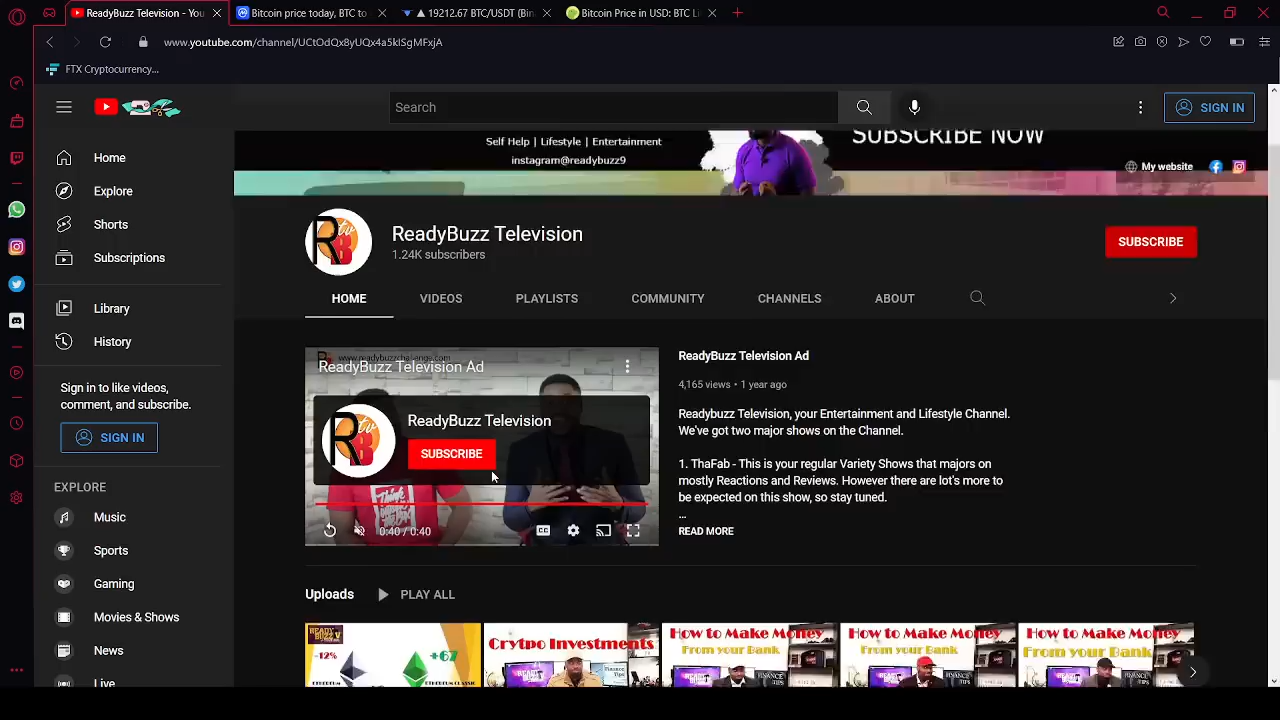 ReadyBuzz Television - You
Bitcoin price today, BTC to
▲ 19212.67 BTC/USDT (Bin
Bitcoin Price in USD: BTC Li
www.youtube.com/channel/UCtOdQx8yUQx4a5klSgMFxjA
FTX Cryptocurrency...
Search
SIGN IN
Home
Explore
Shorts
Subscriptions
Library
History
Sign in to like videos,
comment, and subscribe.
SIGN IN
EXPLORE
Music
Sports
Gaming
Movies & Shows
News
Live
Self Help | Lifestyle | Entertainment
instagram@readybuzz9
SUBSCRIBE NOW
My website
ReadyBuzz Television
1.24K subscribers
SUBSCRIBE
HOME
VIDEOS
PLAYLISTS
COMMUNITY
CHANNELS
ABOUT
www.readybuzzchallenge.com
ReadyBuzz Television Ad
R tv B
ReadyBuzz Television
SUBSCRIBE
0:40 / 0:40
CC
ReadyBuzz Television Ad
4,165 views • 1 year ago
Readybuzz Television, your Entertainment and Lifestyle Channel.
We've got two major shows on the Channel.
1. ThaFab - This is your regular Variety Shows that majors on
mostly Reactions and Reviews. However there are lot's more to
be expected on this show, so stay tuned.
...
READ MORE
Uploads
PLAY ALL
-12%
+67
Crytpo Investments
How to Make Money
From your Bank
How to Make Money
From your Bank
How to Make Money
From your Bank